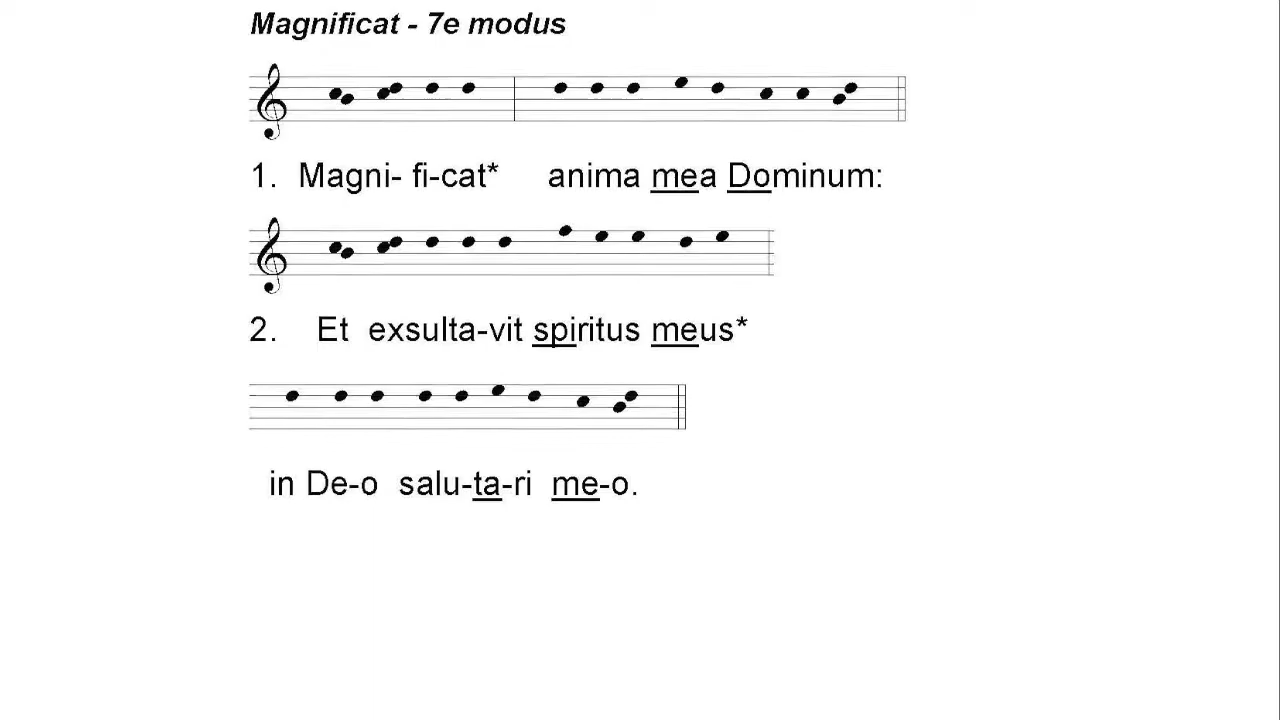 Magnificat - 7e modus
1. Magni- fi-cat* anima mea Dominum:
2. Et exsulta-vit spiritus meus*
in De-o salu-ta-ri me-o.